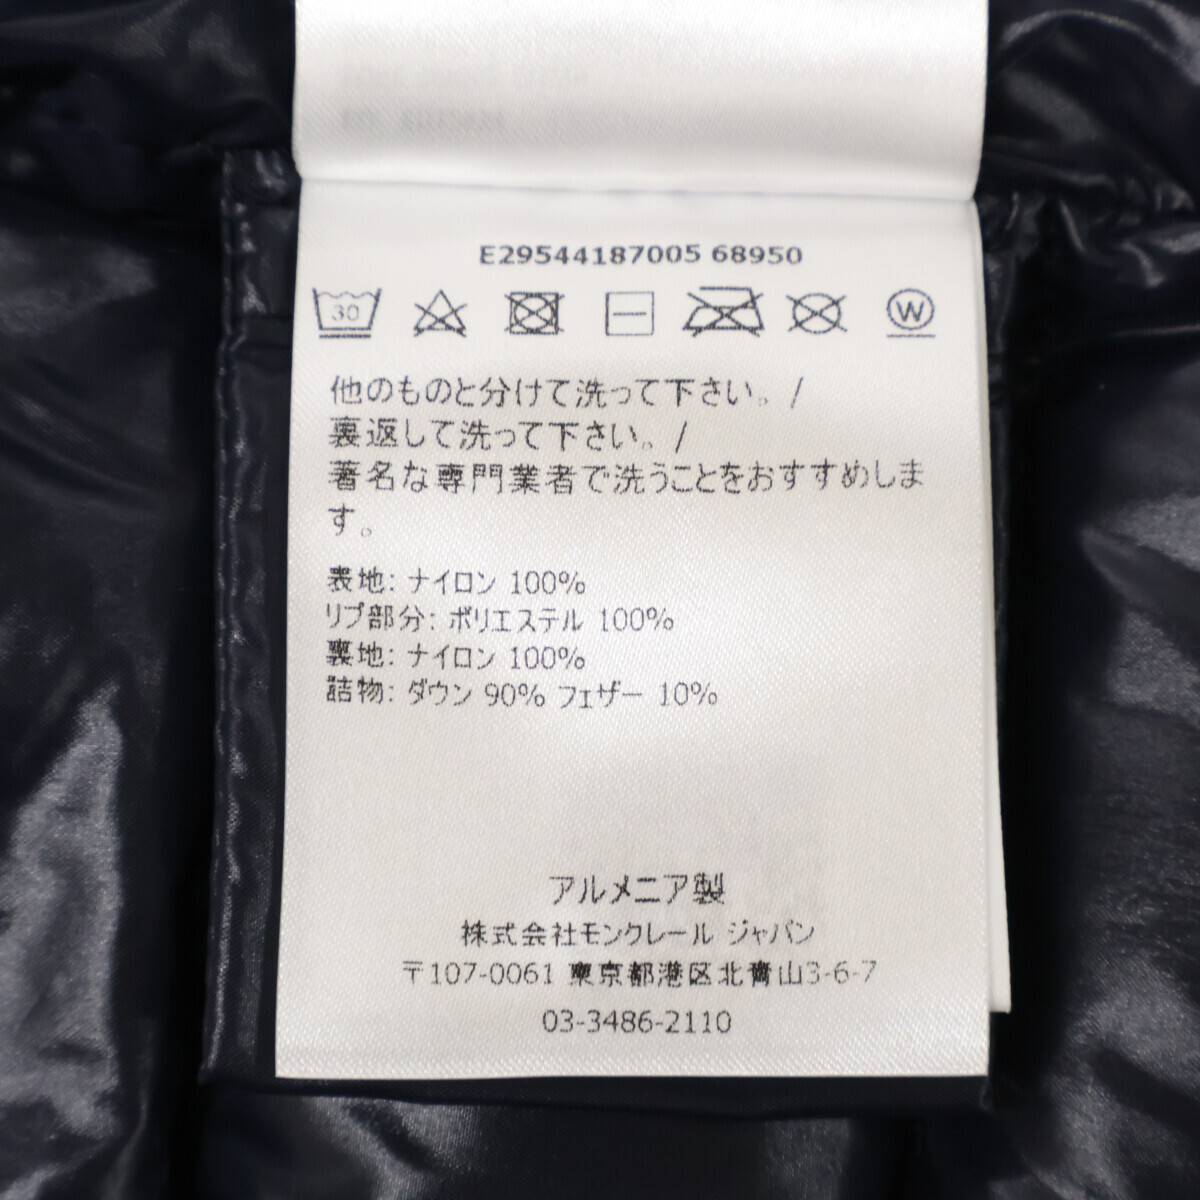 E29544187005 68950
30 W
他のものと分けて洗って下さい。/
裏返して洗って下さい。/
著名な専門業者で洗うことをおすすめしま
す。
表地: ナイロン 100%
リブ部分: ポリエステル 100%
裏地: ナイロン 100%
詰物: ダウン 90% フェザー 10%
アルメニア製
株式会社モンクレール ジャパン
〒107-0061 東京都港区北青山3-6-7
03-3486-2110